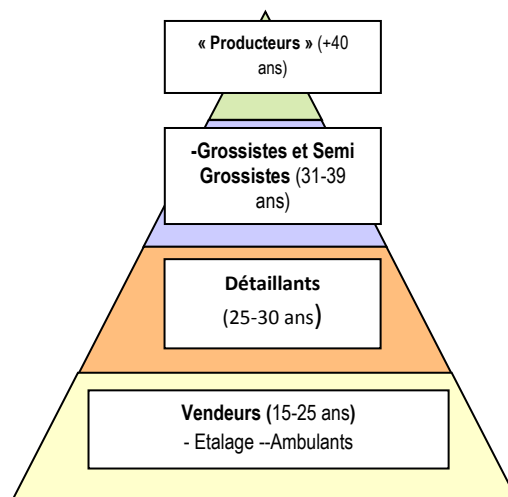 « Producteurs » (+40
ans)
-Grossistes et Semi
Grossistes (31-39
ans)
Détaillants
(25-30 ans)
Vendeurs (15-25 ans)
- Etalage --Ambulants